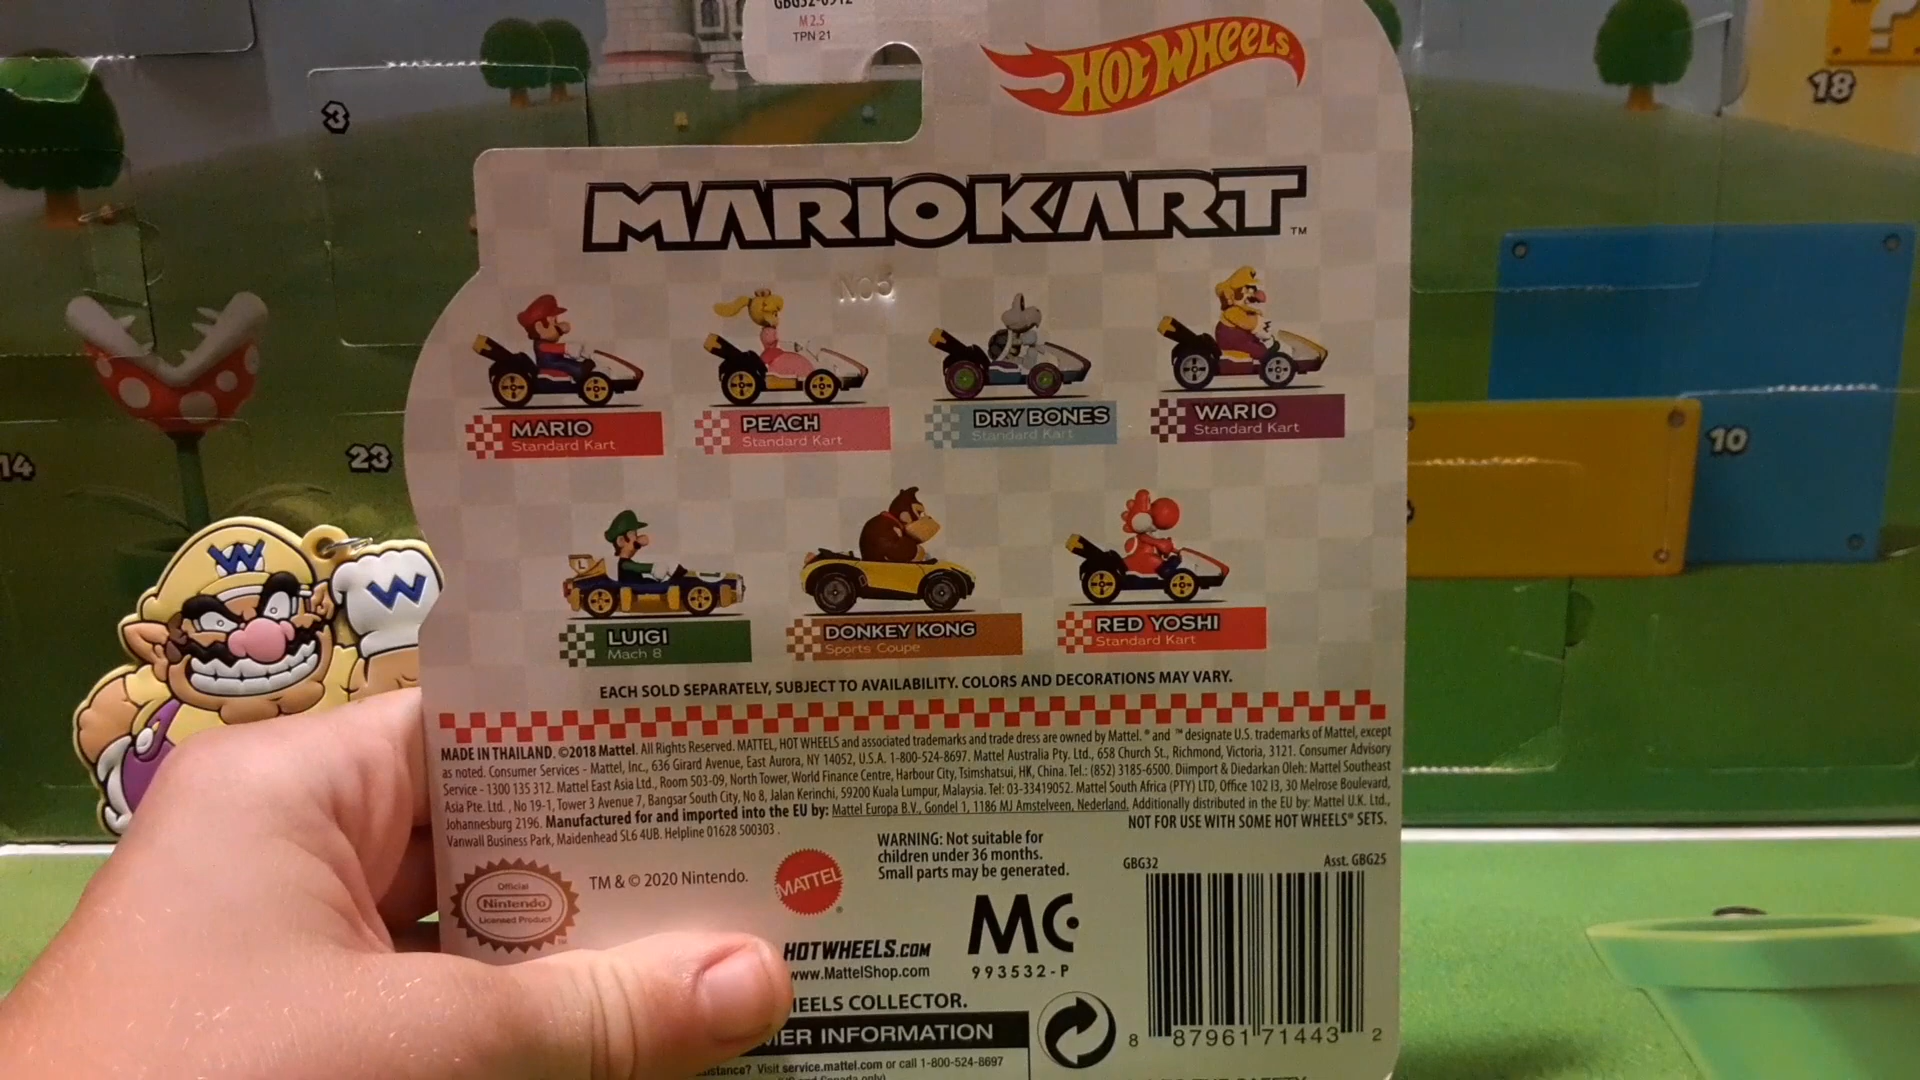 GBG32-0912
M 2.5
TPN 21
HOT WHEELS
MARIOKART™
NO5
MARIO
Standard Kart
PEACH
Standard Kart
DRY BONES
Standard Kart
WARIO
Standard Kart
LUIGI
Mach 8
DONKEY KONG
Sports Coupe
RED YOSHI
Standard Kart
EACH SOLD SEPARATELY, SUBJECT TO AVAILABILITY. COLORS AND DECORATIONS MAY VARY.
MADE IN THAILAND. ©2018 Mattel. All Rights Reserved. MATTEL, HOT WHEELS and associated trademarks and trade dress are owned by Mattel. ® and ™ designate U.S. trademarks of Mattel, except
as noted. Consumer Services - Mattel, Inc., 636 Girard Avenue, East Aurora, NY 14052, U.S.A. 1-800-524-8697. Mattel Australia Pty. Ltd., 658 Church St., Richmond, Victoria, 3121. Consumer Advisory
Service - 1300 135 312. Mattel East Asia Ltd., Room 503-09, North Tower, World Finance Centre, Harbour City, Tsimshatsui, HK, China. Tel.: (852) 3185-6500. Diimport & Diedarkan Oleh: Mattel Southeast
Asia Pte. Ltd., No 19-1, Tower 3 Avenue 7, Bangsar South City, No 8, Jalan Kerinchi, 59200 Kuala Lumpur, Malaysia. Tel: 03-33419052. Mattel South Africa (PTY) LTD, Office 102 I3, 30 Melrose Boulevard,
Johannesburg 2196. Manufactured for and imported into the EU by: Mattel Europa B.V., Gondel 1, 1186 MJ Amstelveen, Nederland. Additionally distributed in the EU by: Mattel U.K. Ltd.,
Vanwall Business Park, Maidenhead SL6 4UB. Helpline 01628 500303.
NOT FOR USE WITH SOME HOT WHEELS® SETS.
WARNING: Not suitable for
children under 36 months.
Small parts may be generated.
GBG32
Asst. GBG25
Official
Nintendo
Licensed Product
TM & © 2020 Nintendo.
MATTEL
MC
993532-P
HOTWHEELS.COM
www.MattelShop.com
COLLECTOR.
INFORMATION
Visit service.mattel.com or call 1-800-524-8697
8 87961 71443 2
3
14
23
18
10
W
W
?